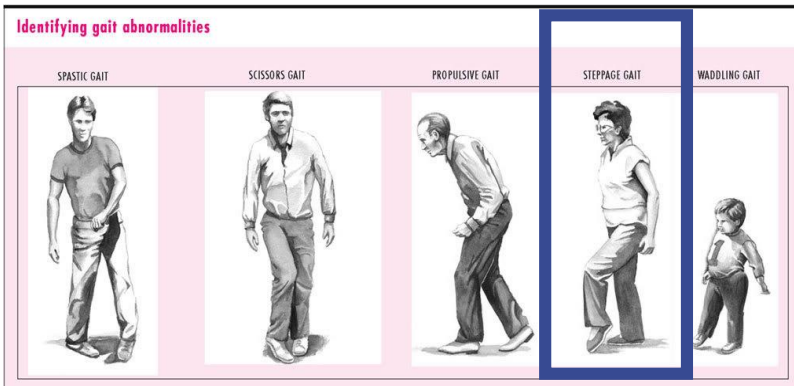 Identifying gait abnormalities
SPASTIC GAIT SCISSORS GAIT PROPULSIVE GAIT STEPPAGE GAIT WADDLING GAIT